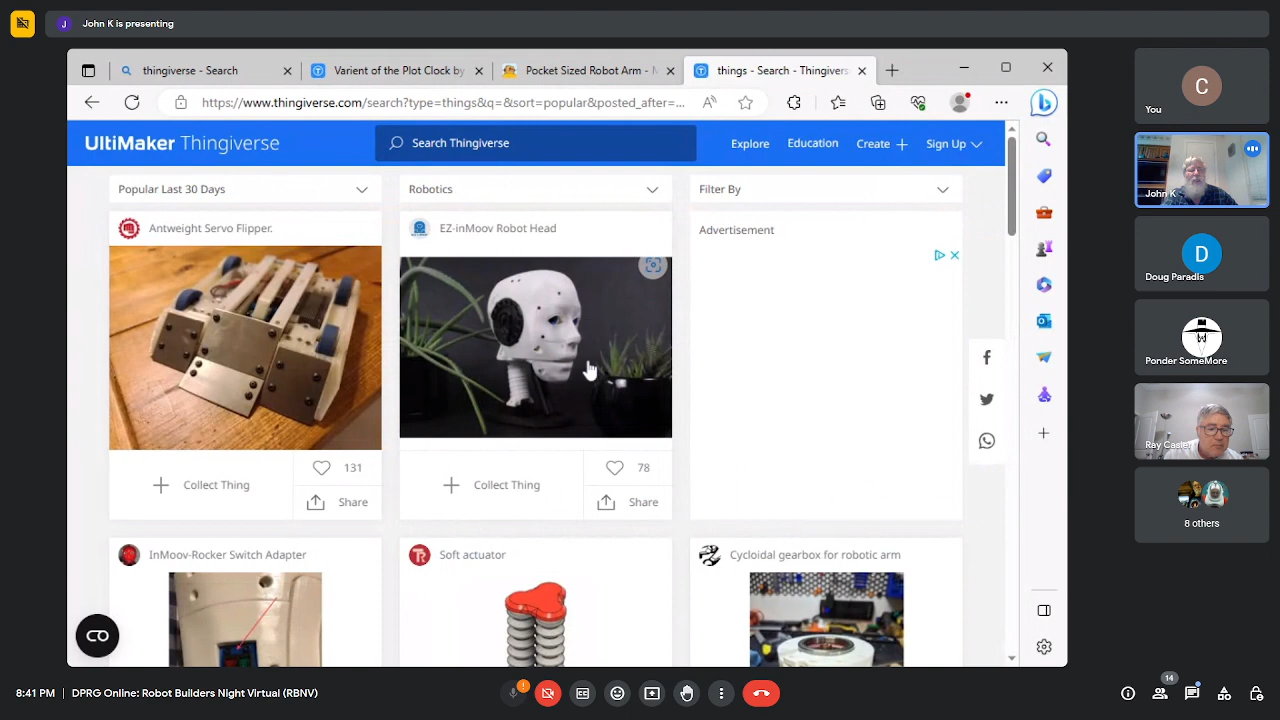 J John K is presenting
thingiverse - Search
Varient of the Plot Clock by
Pocket Sized Robot Arm - M
things - Search - Thingivers
https://www.thingiverse.com/search?type=things&q=&sort=popular&posted_after=...
UltiMaker Thingiverse
Search Thingiverse
Explore
Education
Create
Sign Up
Popular Last 30 Days
Robotics
Filter By
Antweight Servo Flipper.
EZ-inMoov Robot Head
Advertisement
Collect Thing
131
Share
Collect Thing
78
Share
InMoov-Rocker Switch Adapter
Soft actuator
Cycloidal gearbox for robotic arm
C
You
John K
D
Doug Paradis
Ponder SomeMore
Ray Casler
8 others
8:41 PM | DPRG Online: Robot Builders Night Virtual (RBNV)
14